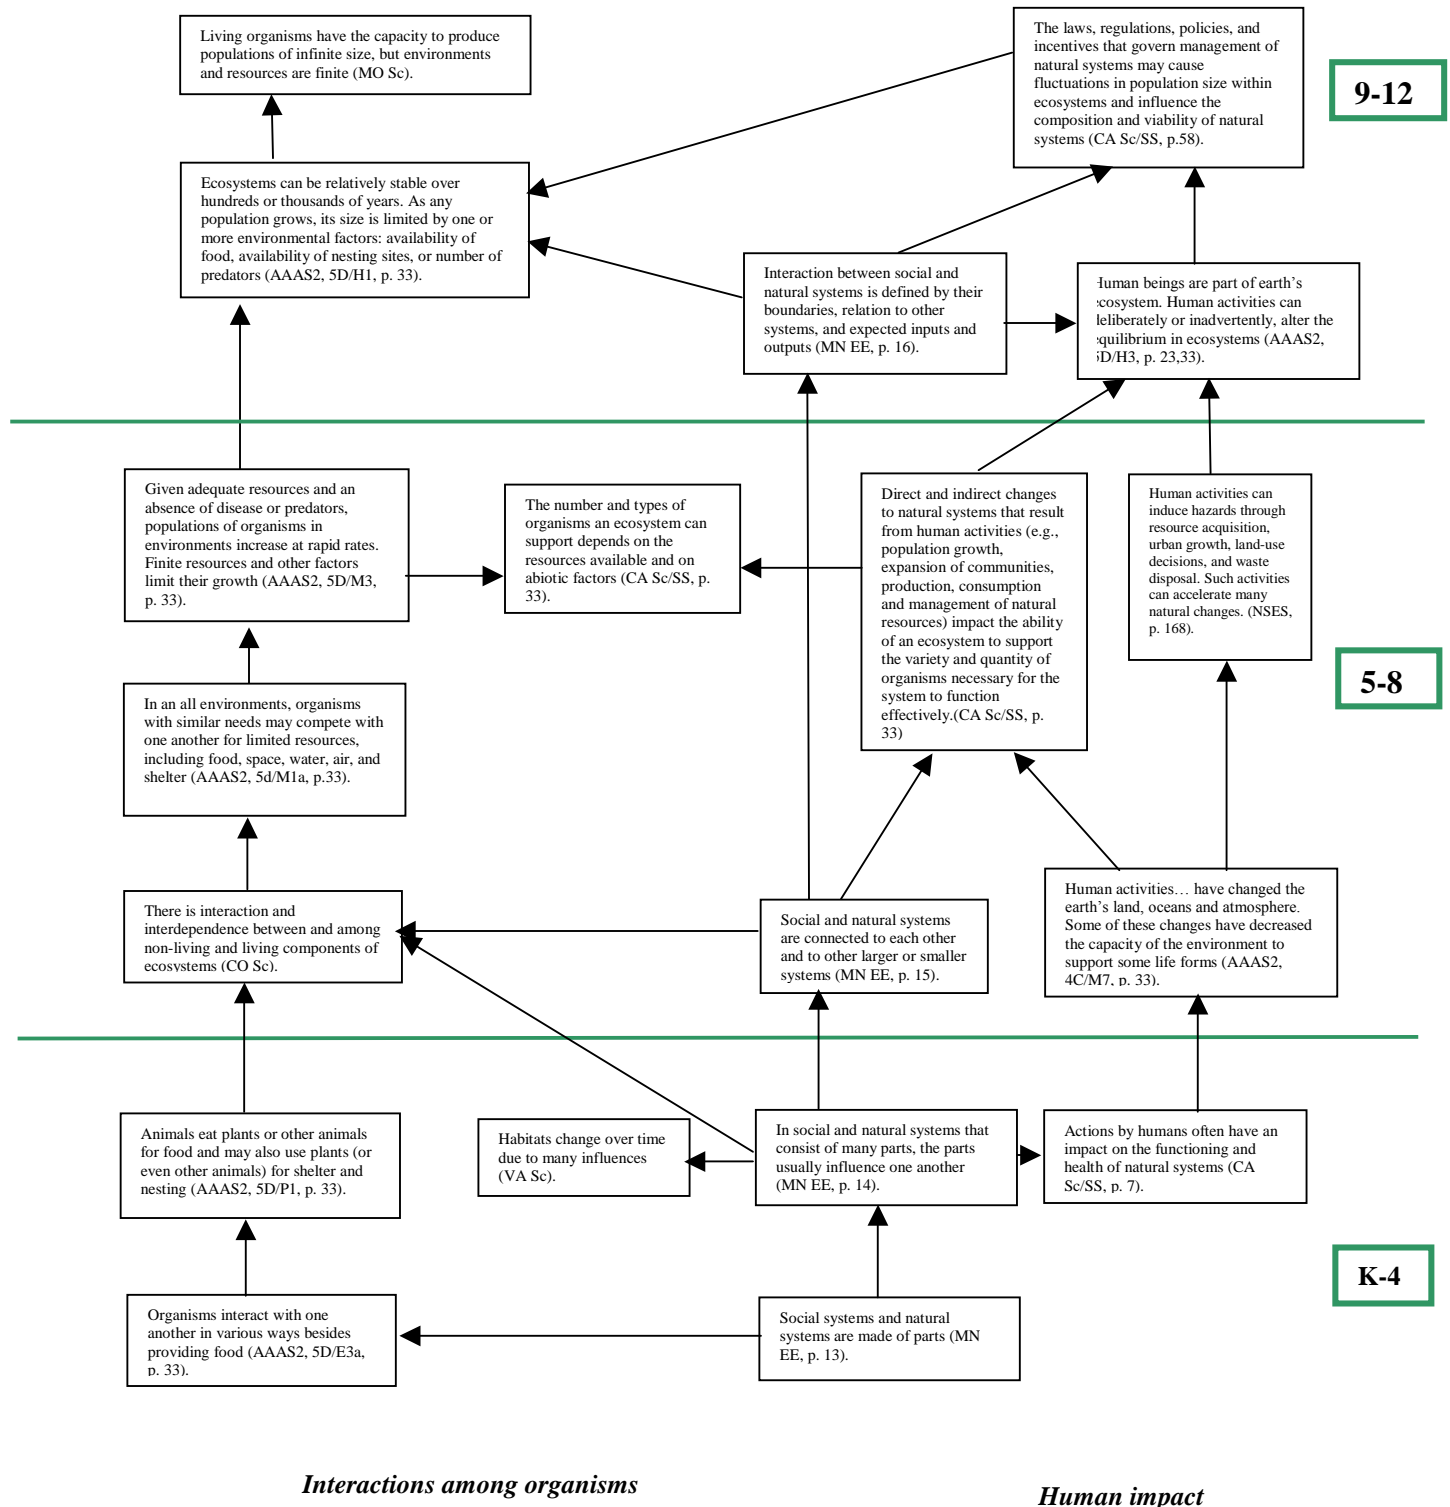 Living organisms have the capacity to produce
populations of infinite size, but environments
and resources are finite (MO Sc).
The laws, regulations, policies, and
incentives that govern management of
natural systems may cause
fluctuations in population size within
ecosystems and influence the
composition and viability of natural
systems (CA Sc/SS, p.58).
9-12
Ecosystems can be relatively stable over
hundreds or thousands of years. As any
population grows, its size is limited by one or
more environmental factors: availability of
food, availability of nesting sites, or number of
predators (AAAS2, 5D/H1, p. 33).
Interaction between social and
natural systems is defined by their
boundaries, relation to other
systems, and expected inputs and
outputs (MN EE, p. 16).
Human beings are part of earth's
ecosystem. Human activities can
deliberately or inadvertently, alter the
equilibrium in ecosystems (AAAS2,
5D/H3, p. 23,33).
Given adequate resources and an
absence of disease or predators,
populations of organisms in
environments increase at rapid rates.
Finite resources and other factors
limit their growth (AAAS2, 5D/M3,
p. 33).
The number and types of
organisms an ecosystem can
support depends on the
resources available and on
abiotic factors (CA Sc/SS, p.
33).
Direct and indirect changes
to natural systems that result
from human activities (e.g.,
population growth,
expansion of communities,
production, consumption
and management of natural
resources) impact the ability
of an ecosystem to support
the variety and quantity of
organisms necessary for the
system to function
effectively.(CA Sc/SS, p.
33)
Human activities can
induce hazards through
resource acquisition,
urban growth, land-use
decisions, and waste
disposal. Such activities
can accelerate many
natural changes. (NSES,
p. 168).
5-8
In an all environments, organisms
with similar needs may compete with
one another for limited resources,
including food, space, water, air, and
shelter (AAAS2, 5d/M1a, p.33).
There is interaction and
interdependence between and among
non-living and living components of
ecosystems (CO Sc).
Social and natural systems
are connected to each other
and to other larger or smaller
systems (MN EE, p. 15).
Human activities… have changed the
earth's land, oceans and atmosphere.
Some of these changes have decreased
the capacity of the environment to
support some life forms (AAAS2,
4C/M7, p. 33).
Animals eat plants or other animals
for food and may also use plants (or
even other animals) for shelter and
nesting (AAAS2, 5D/P1, p. 33).
Habitats change over time
due to many influences
(VA Sc).
In social and natural systems that
consist of many parts, the parts
usually influence one another
(MN EE, p. 14).
Actions by humans often have an
impact on the functioning and
health of natural systems (CA
Sc/SS, p. 7).
K-4
Organisms interact with one
another in various ways besides
providing food (AAAS2, 5D/E3a,
p. 33).
Social systems and natural
systems are made of parts (MN
EE, p. 13).
Interactions among organisms
Human impact